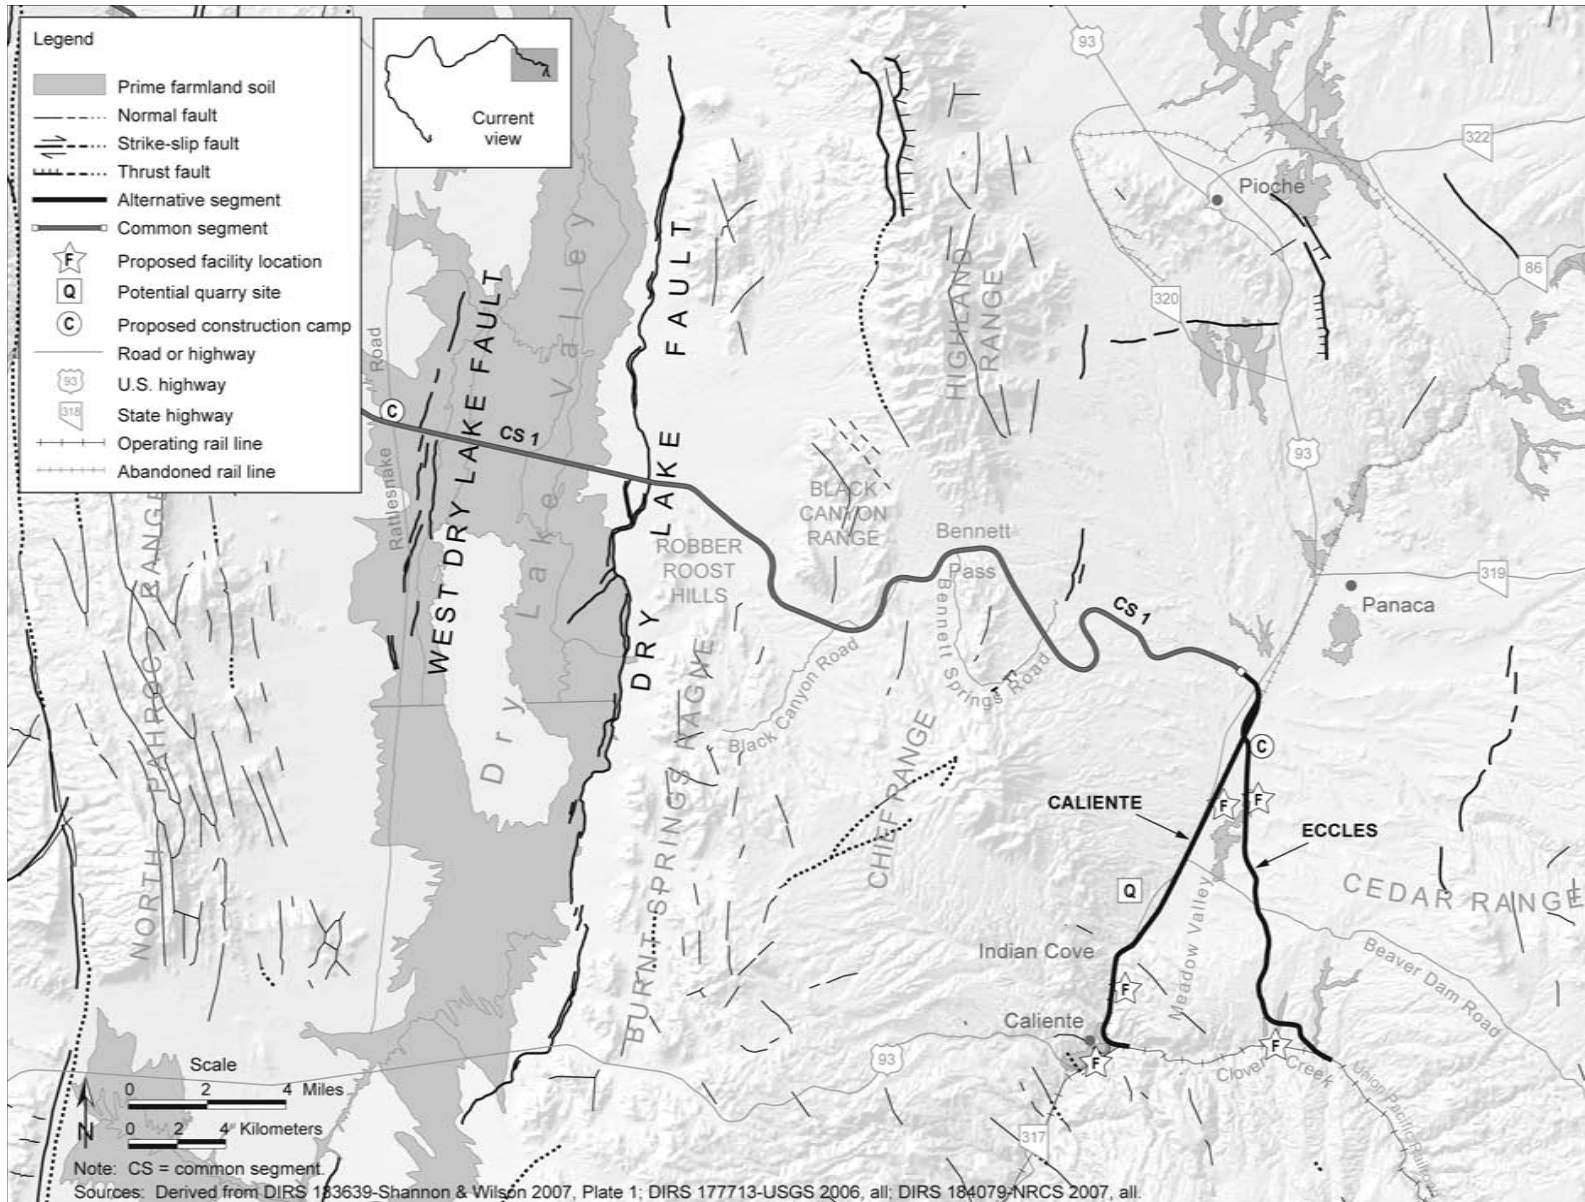 Legend
Prime farmland soil
Normal fault
Strike-slip fault
Thrust fault
Alternative segment
Common segment
F Proposed facility location
Q Potential quarry site
C Proposed construction camp
Road or highway
93 U.S. highway
318 State highway
Operating rail line
Abandoned rail line
Current
view
93
322
Pioche
86
320
HIGHLAND
RANGE
93
Rattlesnake
Road
C
CS 1
WEST DRY LAKE FAULT
Dry Lake Valley
DRY LAKE FAULT
BLACK
CANYON
RANGE
ROBBER
ROOST
HILLS
Bennett
Pass
319
Panaca
CS 1
Bennett Springs Road
Black Canyon Road
NORTH PAHROC RANGE
BURNT SPRINGS RAGNE
CHIEF RANGE
C
F
F
CALIENTE
ECCLES
Q
CEDAR RANGE
Meadow Valley
Indian Cove
Beaver Dam Road
F
Caliente
F
F
Clover Creek
Union Pacific Railroad
93
317
Scale
0 2 4 Miles
0 2 4 Kilometers
N
Note: CS = common segment.
Sources: Derived from DIRS 183639-Shannon & Wilson 2007, Plate 1; DIRS 177713-USGS 2006, all; DIRS 184079-NRCS 2007, all.